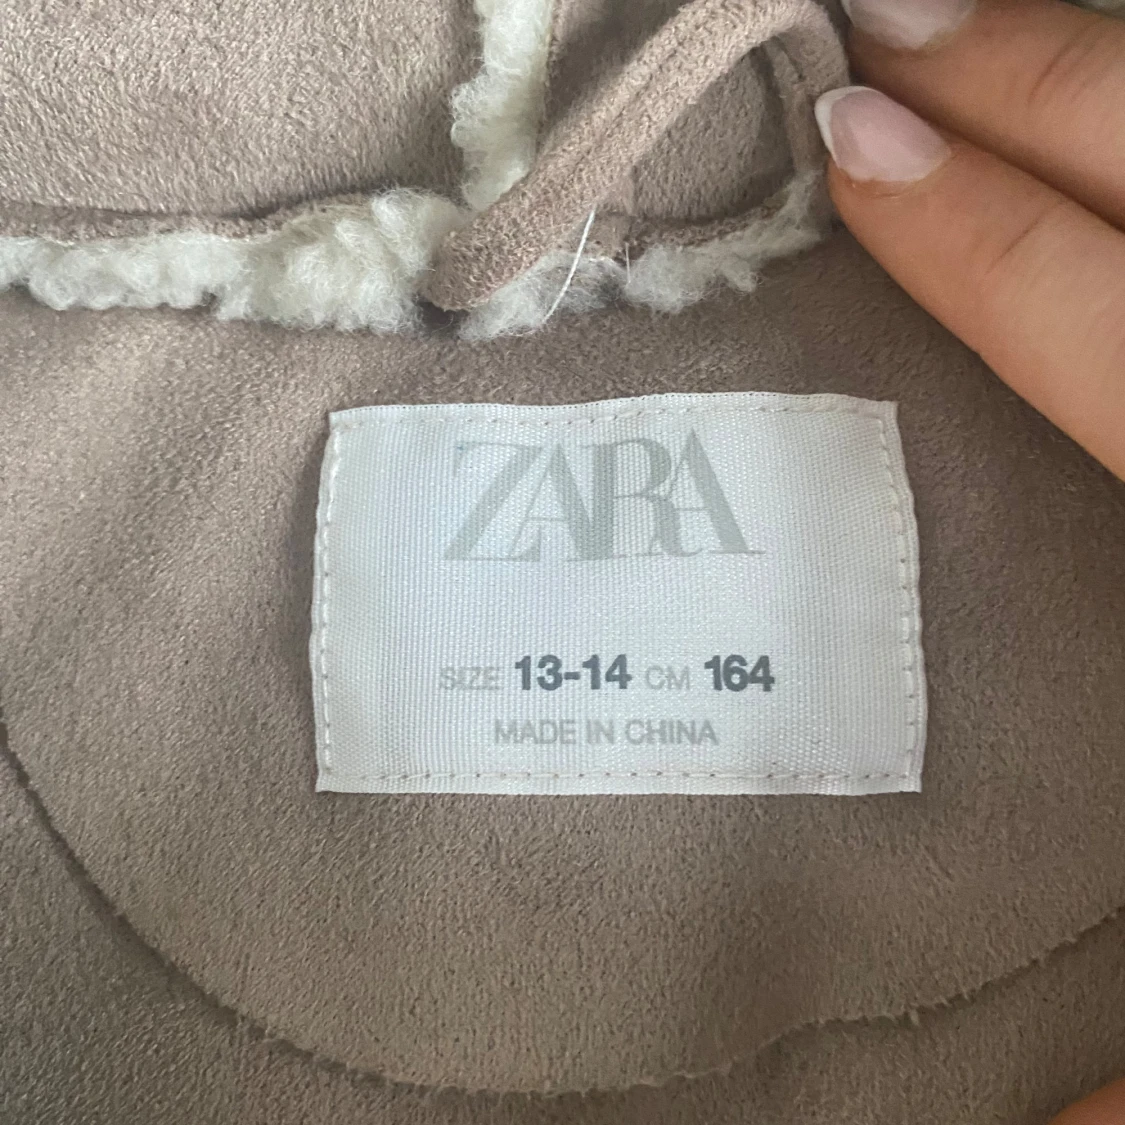 ZARA
SIZE 13-14 CM 164
MADE IN CHINA